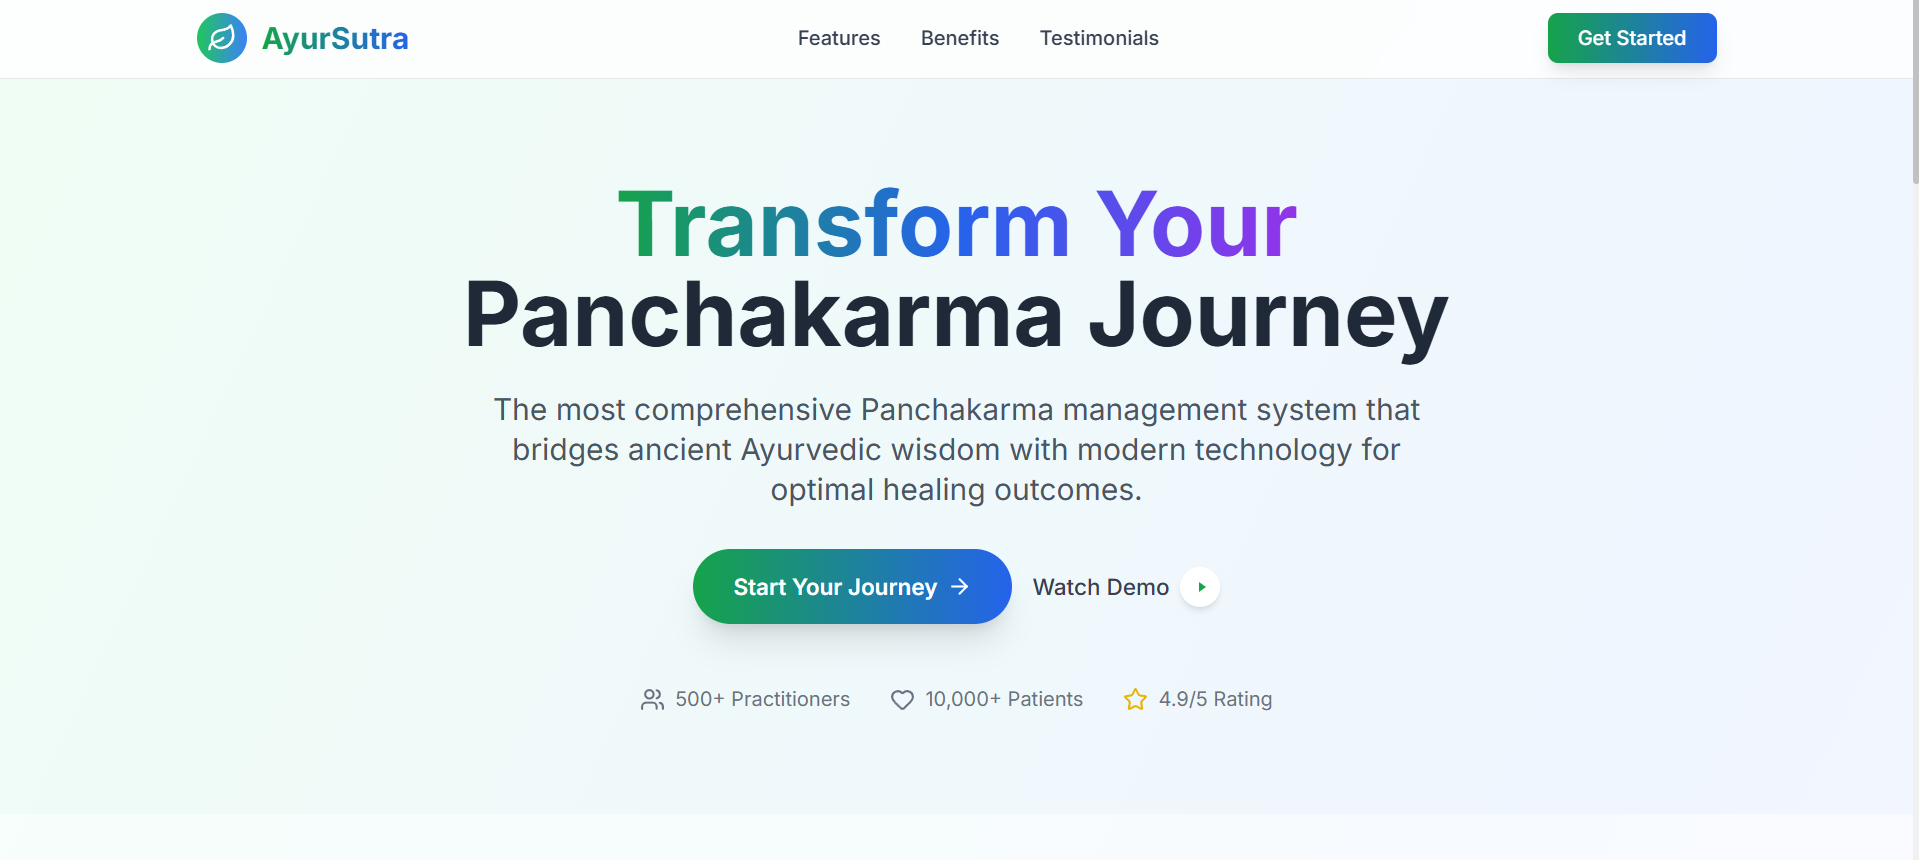 AyurSutra
Features
Benefits
Testimonials
Get Started
Transform Your
Panchakarma Journey
The most comprehensive Panchakarma management system that
bridges ancient Ayurvedic wisdom with modern technology for
optimal healing outcomes.
Start Your Journey
Watch Demo
500+ Practitioners
10,000+ Patients
4.9/5 Rating